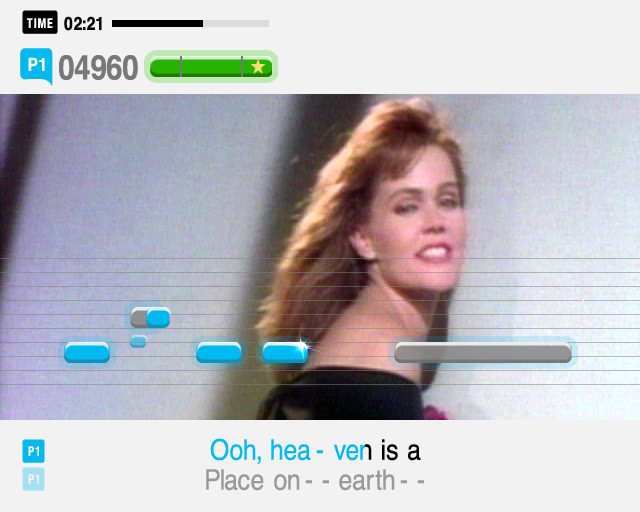 TIME 02:21
P1 04960
P1 Ooh, hea - ven is a
P1 Place on - - earth - -